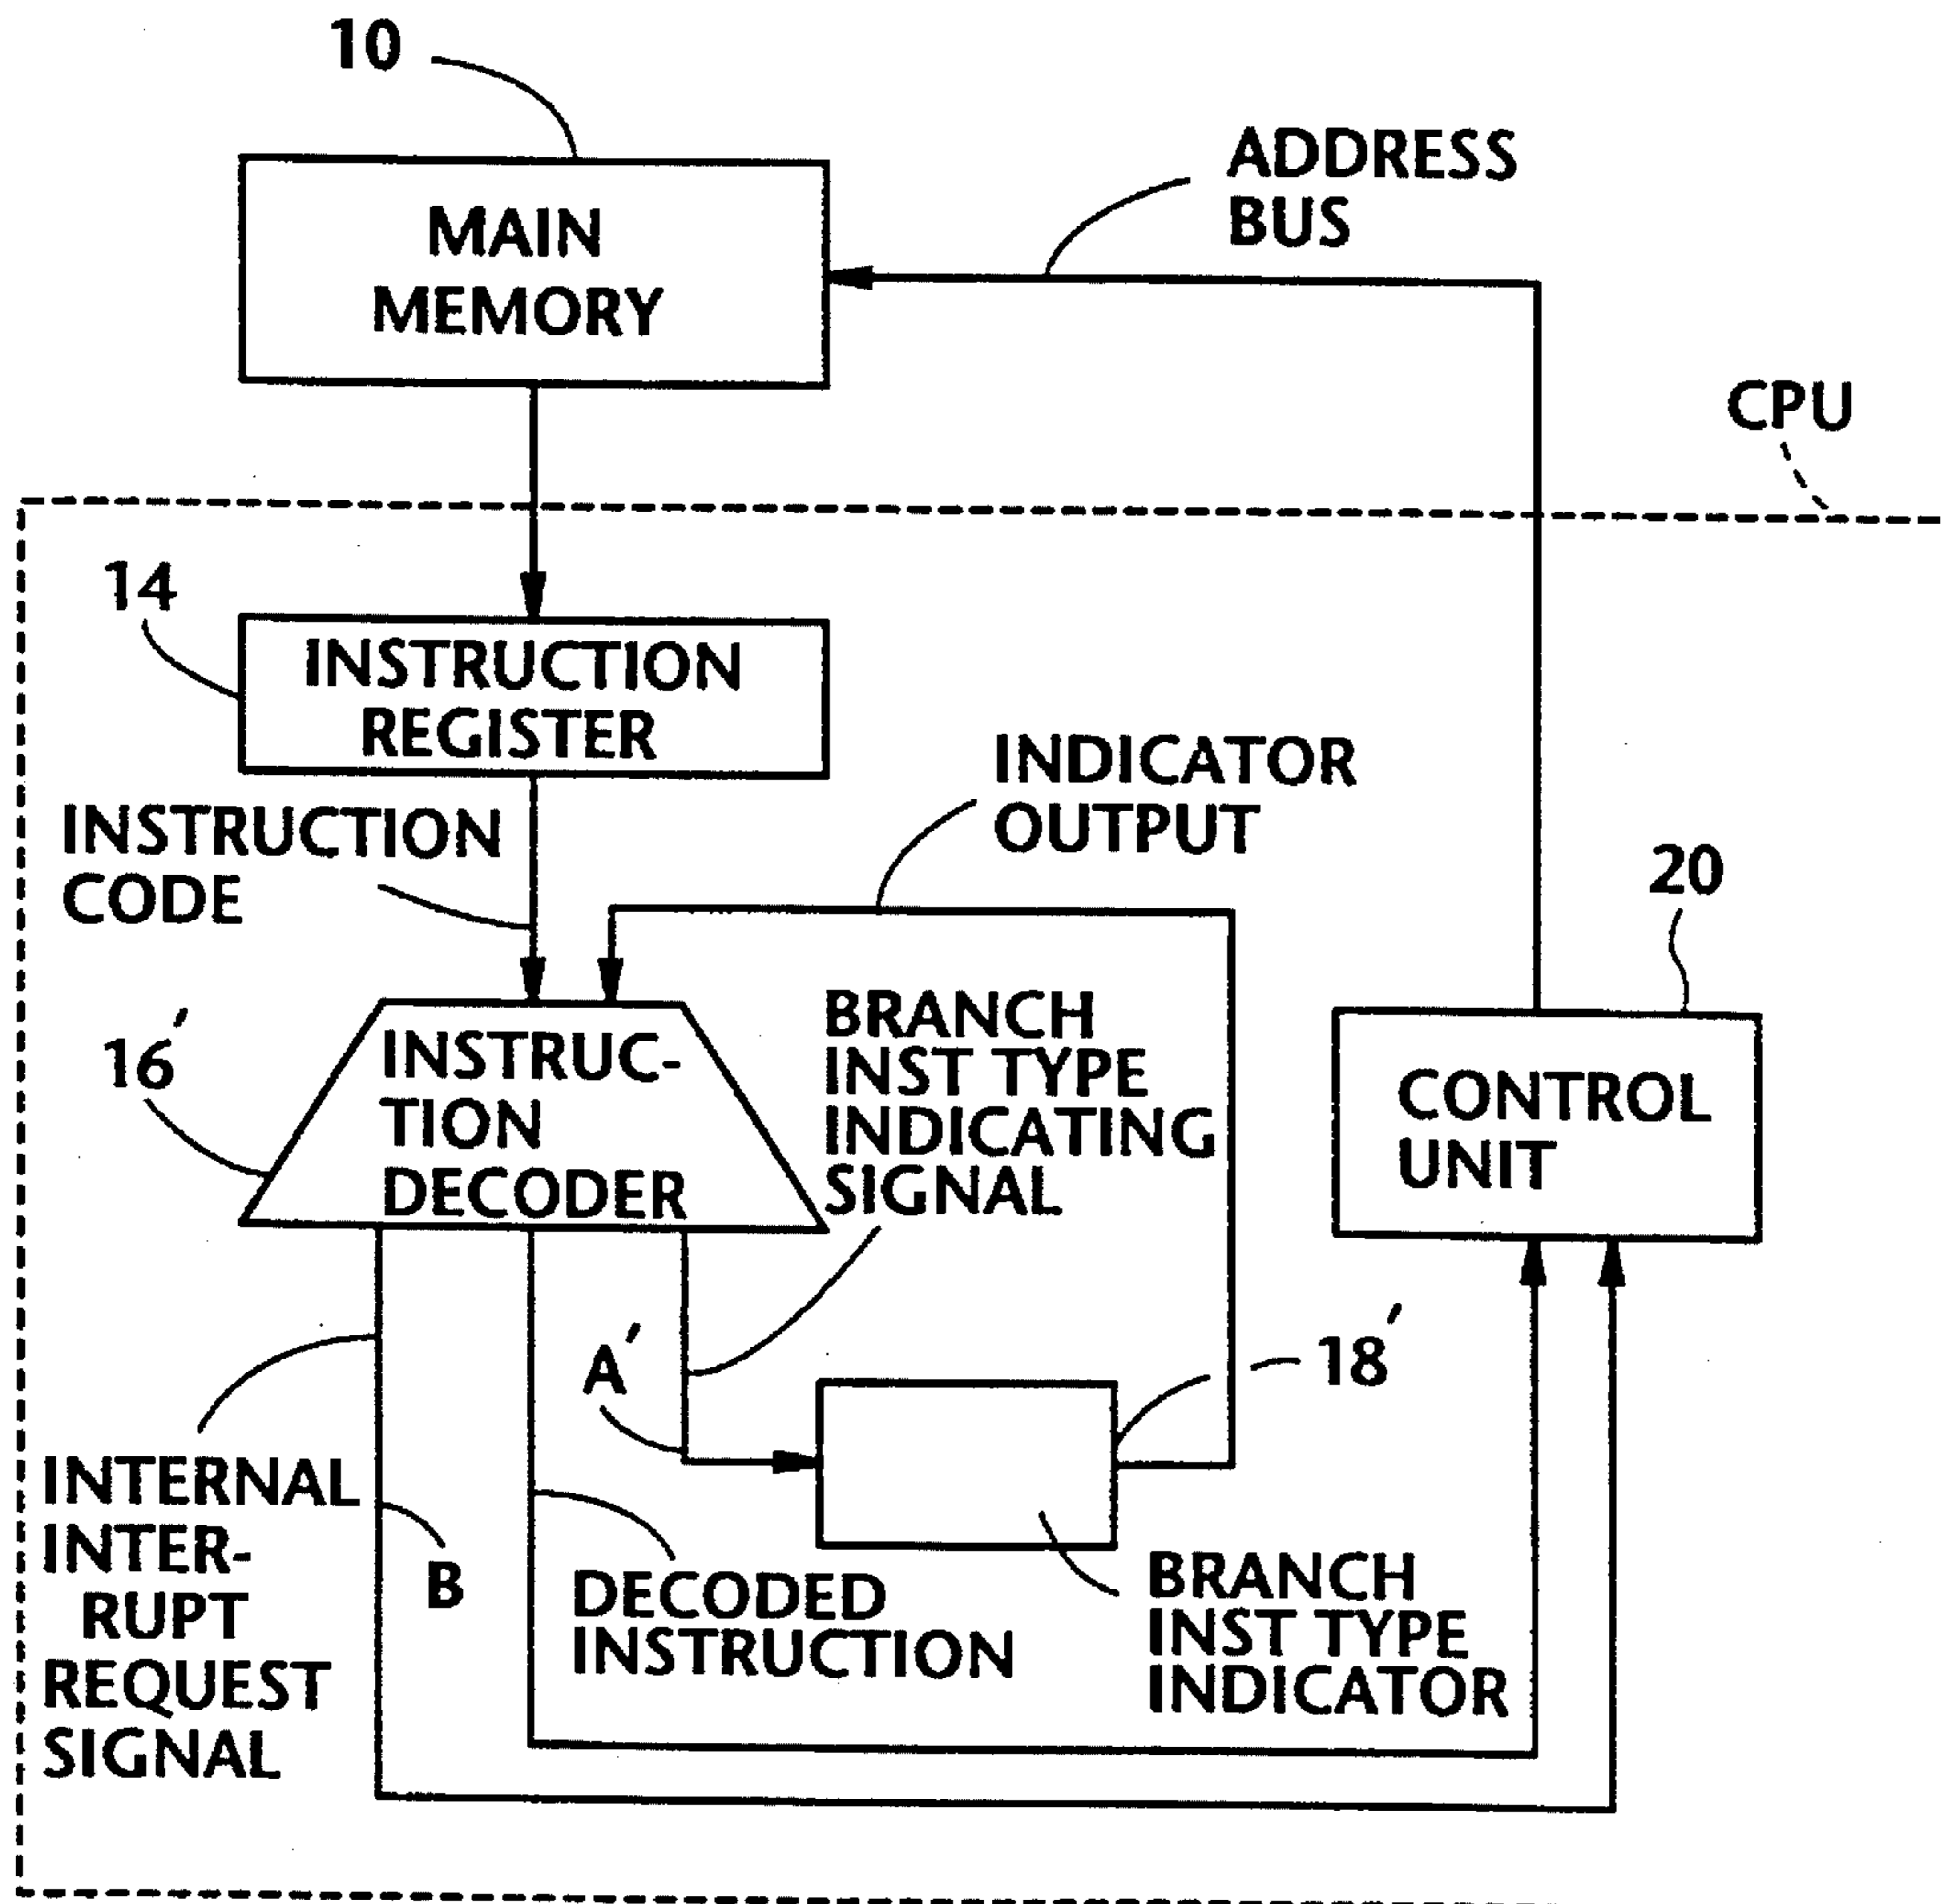 10
MAIN
MEMORY
ADDRESS
BUS
CPU
14
INSTRUCTION
REGISTER
INSTRUCTION
CODE
INDICATOR
OUTPUT
20
16'
INSTRUC-
TION
DECODER
BRANCH
INST TYPE
INDICATING
SIGNAL
CONTROL
UNIT
A'
18'
INTERNAL
INTER-
RUPT
REQUEST
SIGNAL
B
DECODED
INSTRUCTION
BRANCH
INST TYPE
INDICATOR